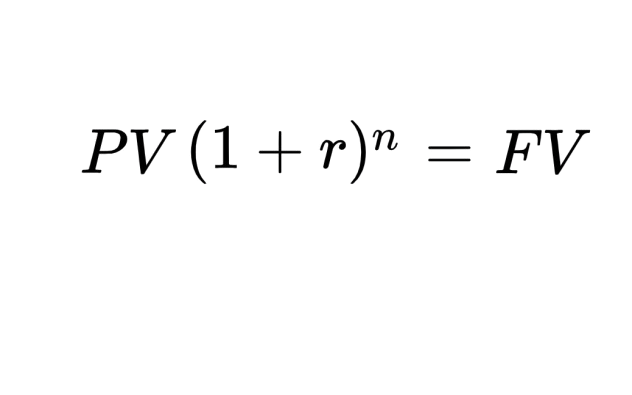 PV(1 + r)ⁿ = FV